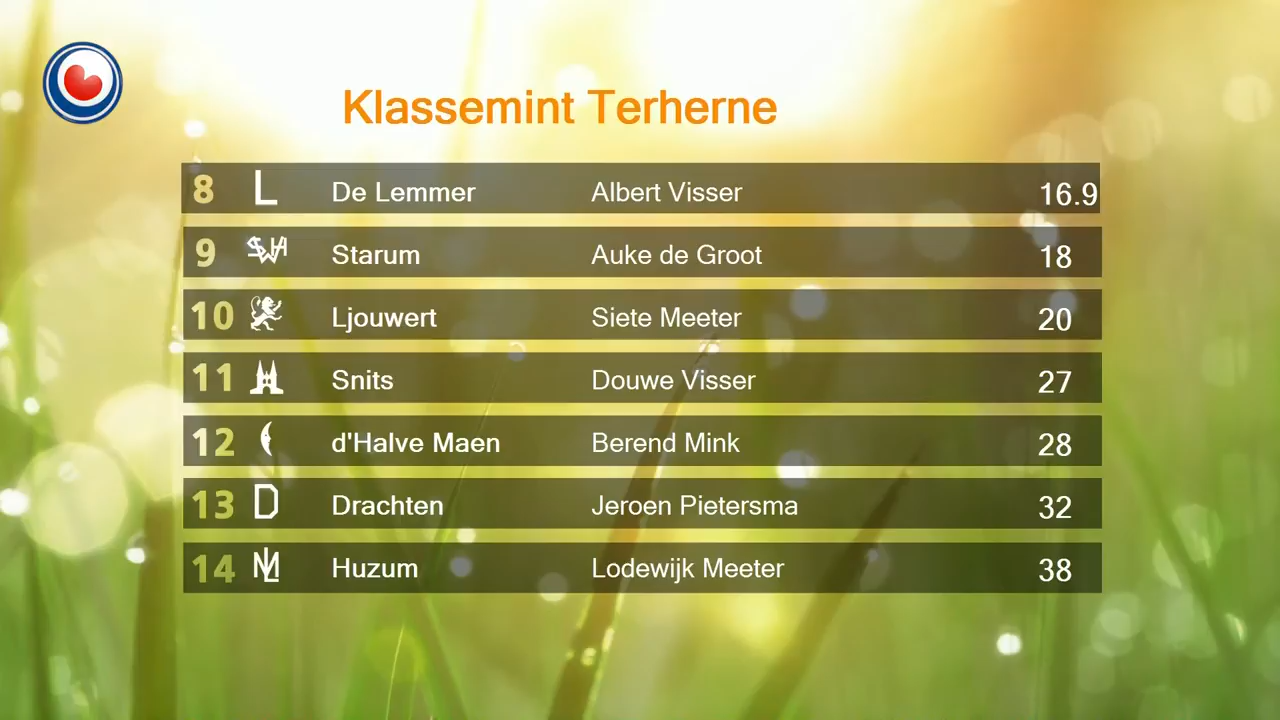 Klassemint Terherne
8 L De Lemmer Albert Visser 16.9
9 Starum Auke de Groot 18
10 Ljouwert Siete Meeter 20
11 Snits Douwe Visser 27
12 d'Halve Maen Berend Mink 28
13 D Drachten Jeroen Pietersma 32
14 Huzum Lodewijk Meeter 38